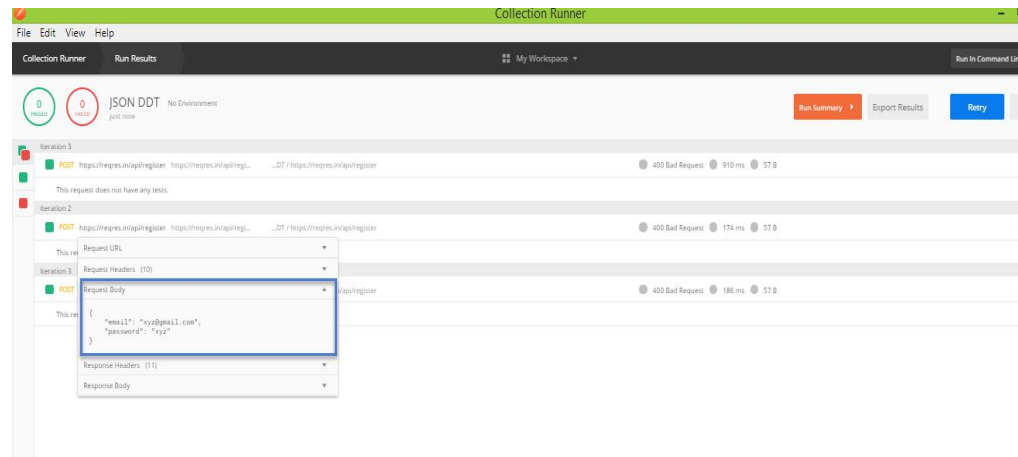 Collection Runner
File Edit View Help
Collection Runner Run Results My Workspace Run In Command Lin
0 PASSED 0 FAILED JSON DDT No Environment
just now
Run Summary Export Results Retry
Iteration 3
POST https://reqres.in/api/register https://reqres.in/api/regi... ...DT / https://reqres.in/api/register 400 Bad Request 910 ms 57 B
This request does not have any tests.
Iteration 2
POST https://reqres.in/api/register https://reqres.in/api/regi... ...DT / https://reqres.in/api/register 400 Bad Request 174 ms 57 B
This re
Request URL
Iteration 3
Request Headers (10)
POST Request Body s/api/register 400 Bad Request 186 ms 57 B
This re
{
"email": "xyz@gmail.com",
"password": "xyz"
}
Response Headers (11)
Response Body